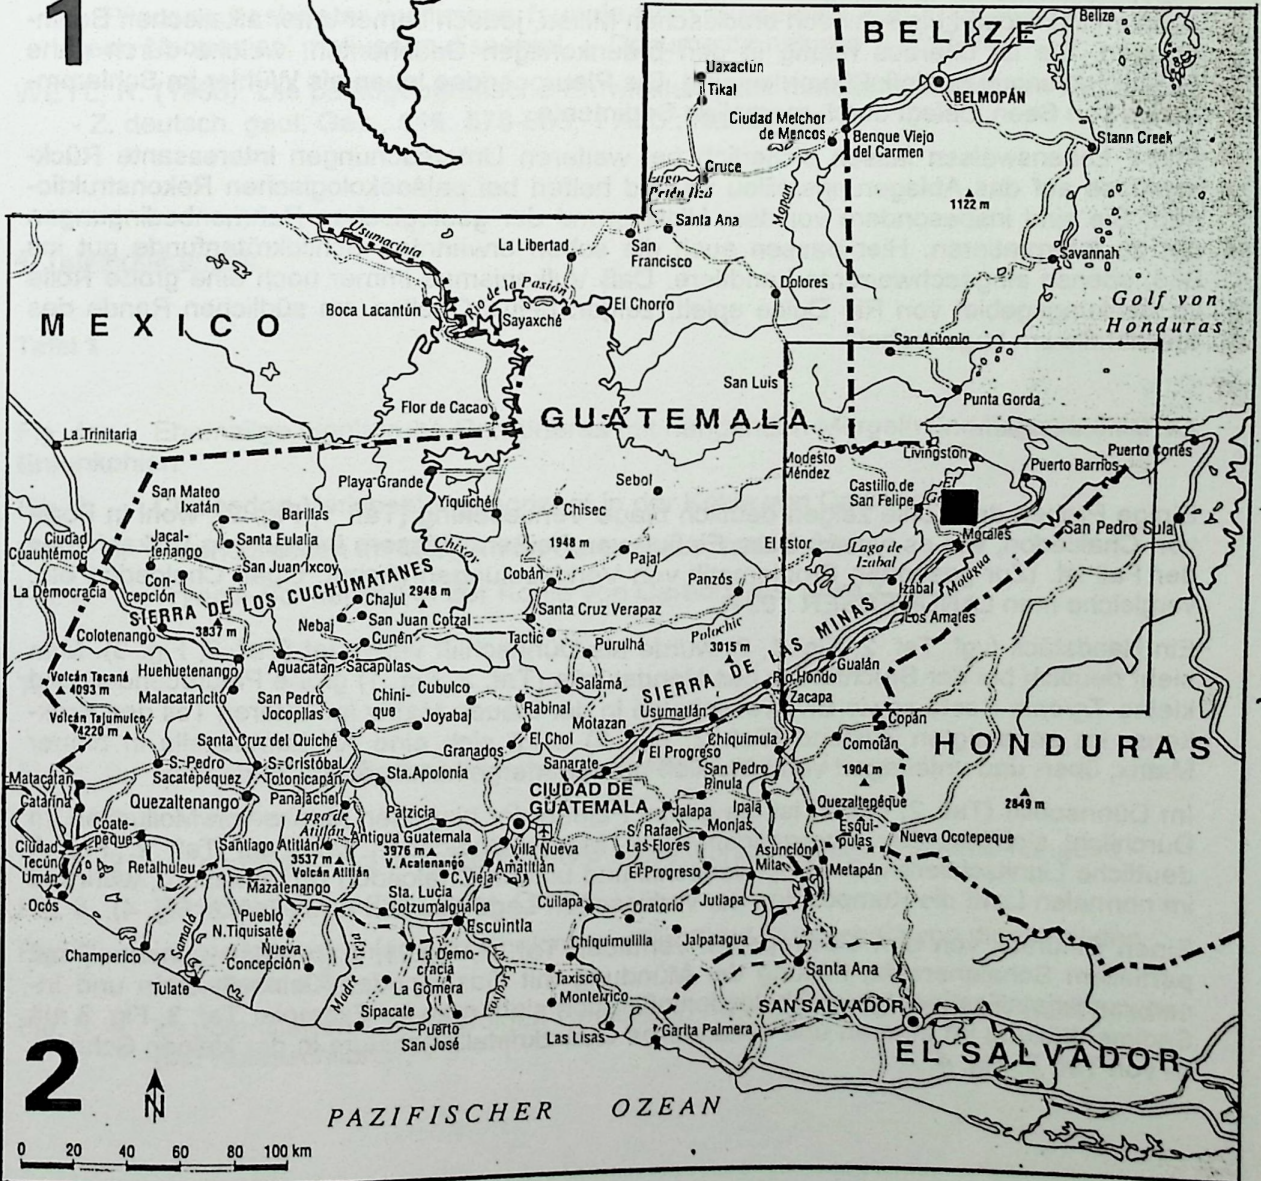 1
BELIZE
Belize
Uaxactún
Tikal
BELMOPÁN
Ciudad Melchor
de Mencos
Benque Viejo
del Carmen
Stann Creek
Cruce
Petén Itzá
Mopan
1122 m
Santa Ana
Usumacinta
La Libertad
San
Francisco
Savannah
Rio de la Pasión
Dolores
Boca Lacantún
Sayaxché
El Chorro
Golf von
Honduras
MEXICO
San Antonio
San Luis
Punta Gorda
Flor de Cacao
GUATEMALA
La Trinitaria
Modesto
Méndez
Livingston
Puerto Barrios
Puerto Cortés
Playa Grande
Sebol
Castillo de
San Felipe
El
San Mateo
Ixatán
Yiquiché
Chisec
Barillas
San Pedro Sula
Ciudad
Cuauhtémoc
Jacal-
tenango
Santa Eulalia
Chixoy
1948 m
Pajal
El Estor
Lago de
Izabal
Morales
San Juan Ixcoy
La Democracia
Con-
cepción
Cobán
Panzós
Izabal
Motagua
SIERRA DE LOS CUCHUMATANES
Chajul
2948 m
Santa Cruz Verapaz
Los Amates
3837 m
Nebaj
San Juan Cotzal
Polochic
Colotenango
Cunén
Tactic
Purulhá
3015 m
SIERRA DE LAS MINAS
Huehuetenango
Aguacatán
Sacapulas
Gualán
Volcán Tacaná
4093 m
Malacatancito
Salamá
Rio Hondo
San Pedro
Jocopilas
Chini-
que
Cubulco
Rabinal
Usumatlán
Zacapa
Volcán Tajumulco
4220 m
Joyabaj
Motazan
Copán
Santa Cruz del Quiché
El Chol
Chiquimula
Comotán
HONDURAS
Granados
El Progreso
S. Pedro
Sacatepéquez
S. Cristóbal
Totonicapán
Sta. Apolonia
Sanarate
San Pedro
Pinula
1904 m
Matacatán
Catarina
CIUDAD DE
GUATEMALA
2849 m
Quezaltenango
Panajachel
Patzicía
Jalapa
Ipala
Quezaltepéque
Lago de
Atitlán
Coate-
peque
Antigua Guatemala
S. Rafael
Las Flores
Monjas
Esqui-
pulas
Nueva Ocotepeque
Ciudad
Tecún
Umán
Santiago Atitlán
3976 m
V. Acatenango
Villa Nueva
Asunción
Mita
3537 m
Volcán Atitlán
Retalhuleu
C. Vieja
Amatitlán
El Progreso
Metapán
Mazatenango
Sta. Lucia
Cotzumalguapa
Ocós
Cuilapa
Oratorio
Jutiapa
Pueblo
N. Tiquisate
Escuintla
Samalá
Nueva
Concepción
Chiquimulilla
Jalpatagua
Champerico
Madre Vieja
La Demo-
cracia
Santa Ana
Tulate
La Gomera
Taxisco
Sipacate
Monterrico
SAN SALVADOR
Puerto
San José
Las Lisas
Garita Palmera
EL SALVADOR
2
N
PAZIFISCHER OZEAN
0 20 40 60 80 100 km